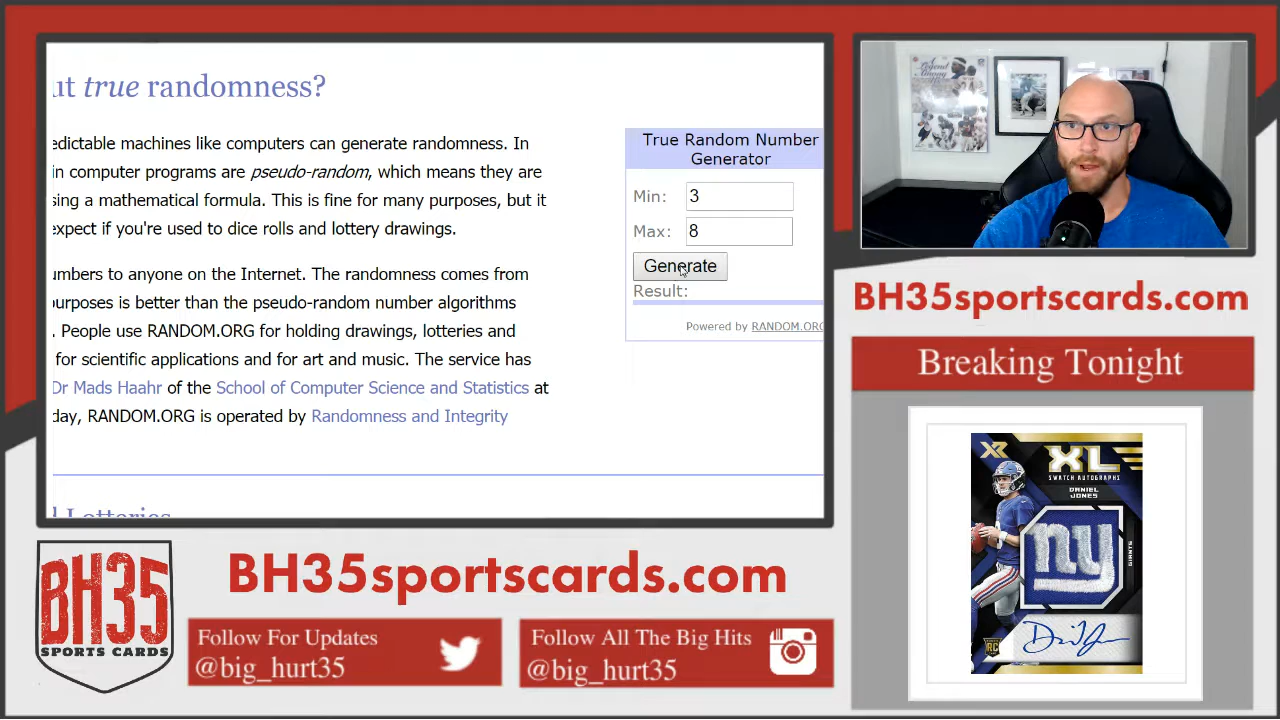 ut true randomness?
edictable machines like computers can generate randomness. In
in computer programs are pseudo-random, which means they are
sing a mathematical formula. This is fine for many purposes, but it
expect if you're used to dice rolls and lottery drawings.
umbers to anyone on the Internet. The randomness comes from
urposes is better than the pseudo-random number algorithms
. People use RANDOM.ORG for holding drawings, lotteries and
for scientific applications and for art and music. The service has
Dr Mads Haahr of the School of Computer Science and Statistics at
day, RANDOM.ORG is operated by Randomness and Integrity
d Lotteries
True Random Number
Generator
Min: 3
Max: 8
Generate
Result:
Powered by RANDOM.ORG
BH35sportscards.com
Breaking Tonight
XR
XL
SWATCH AUTOGRAPHS
DANIEL
JONES
ny
GIANTS
RC
BH35
SPORTS CARDS
BH35sportscards.com
Follow For Updates
@big_hurt35
Follow All The Big Hits
@big_hurt35